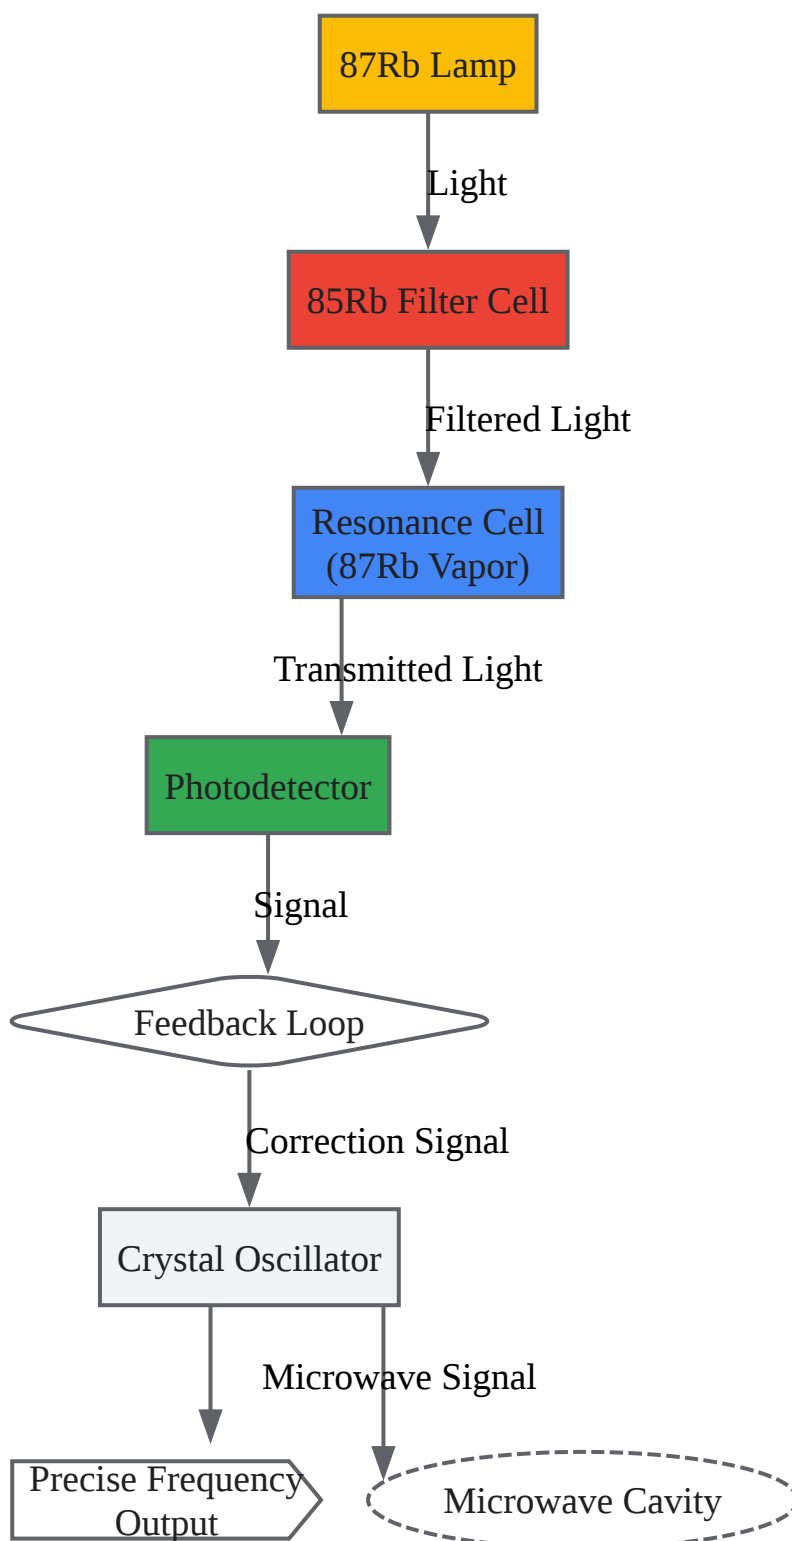 87Rb Lamp
Light
85Rb Filter Cell
Filtered Light
Resonance Cell
(87Rb Vapor)
Transmitted Light
Photodetector
Signal
Feedback Loop
Correction Signal
Crystal Oscillator
Microwave Signal
Precise Frequency
Output
Microwave Cavity